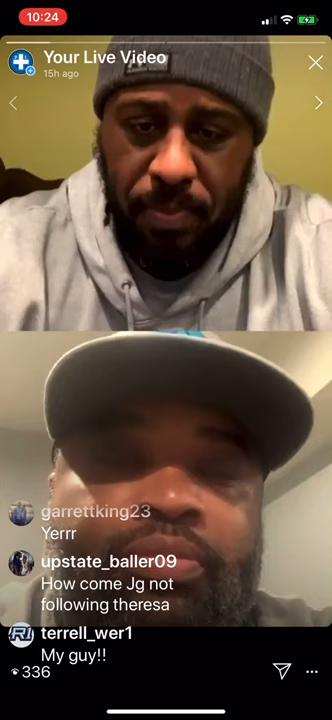 10:24
Your Live Video
15h ago
garrettking23
Yerrr
upstate_baller09
How come Jg not
following theresa
terrell_wer1
My guy!!
336